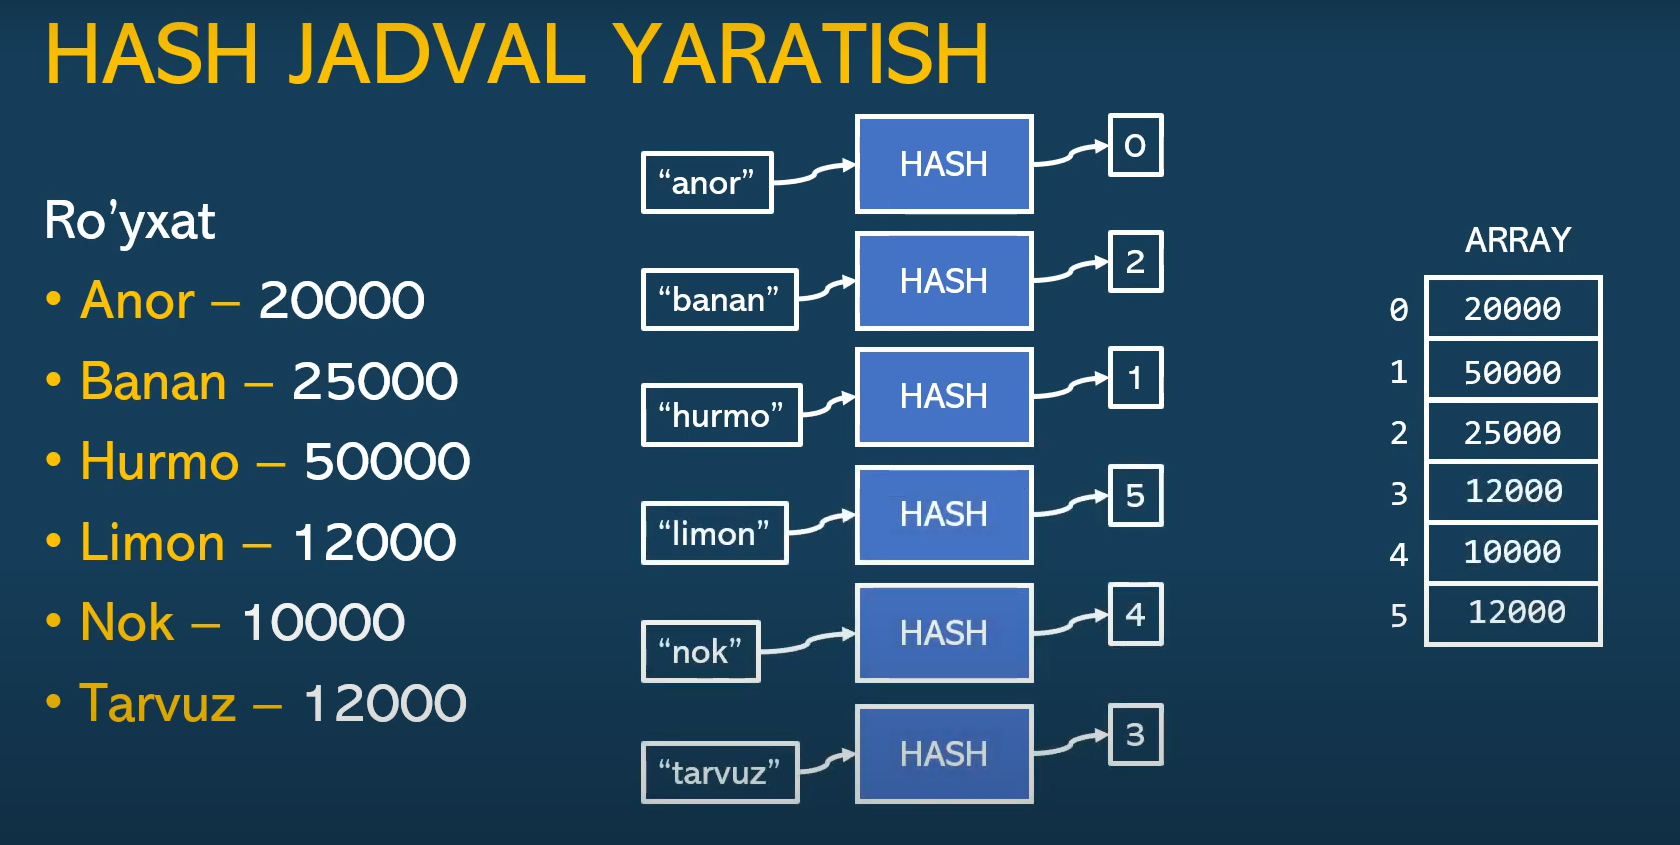 HASH JADVAL YARATISH
Ro’yxat
• Anor – 20000
• Banan – 25000
• Hurmo – 50000
• Limon – 12000
• Nok – 10000
• Tarvuz – 12000
“anor” HASH 0
“banan” HASH 2
“hurmo” HASH 1
“limon” HASH 5
“nok” HASH 4
“tarvuz” HASH 3
ARRAY
0 20000
1 50000
2 25000
3 12000
4 10000
5 12000